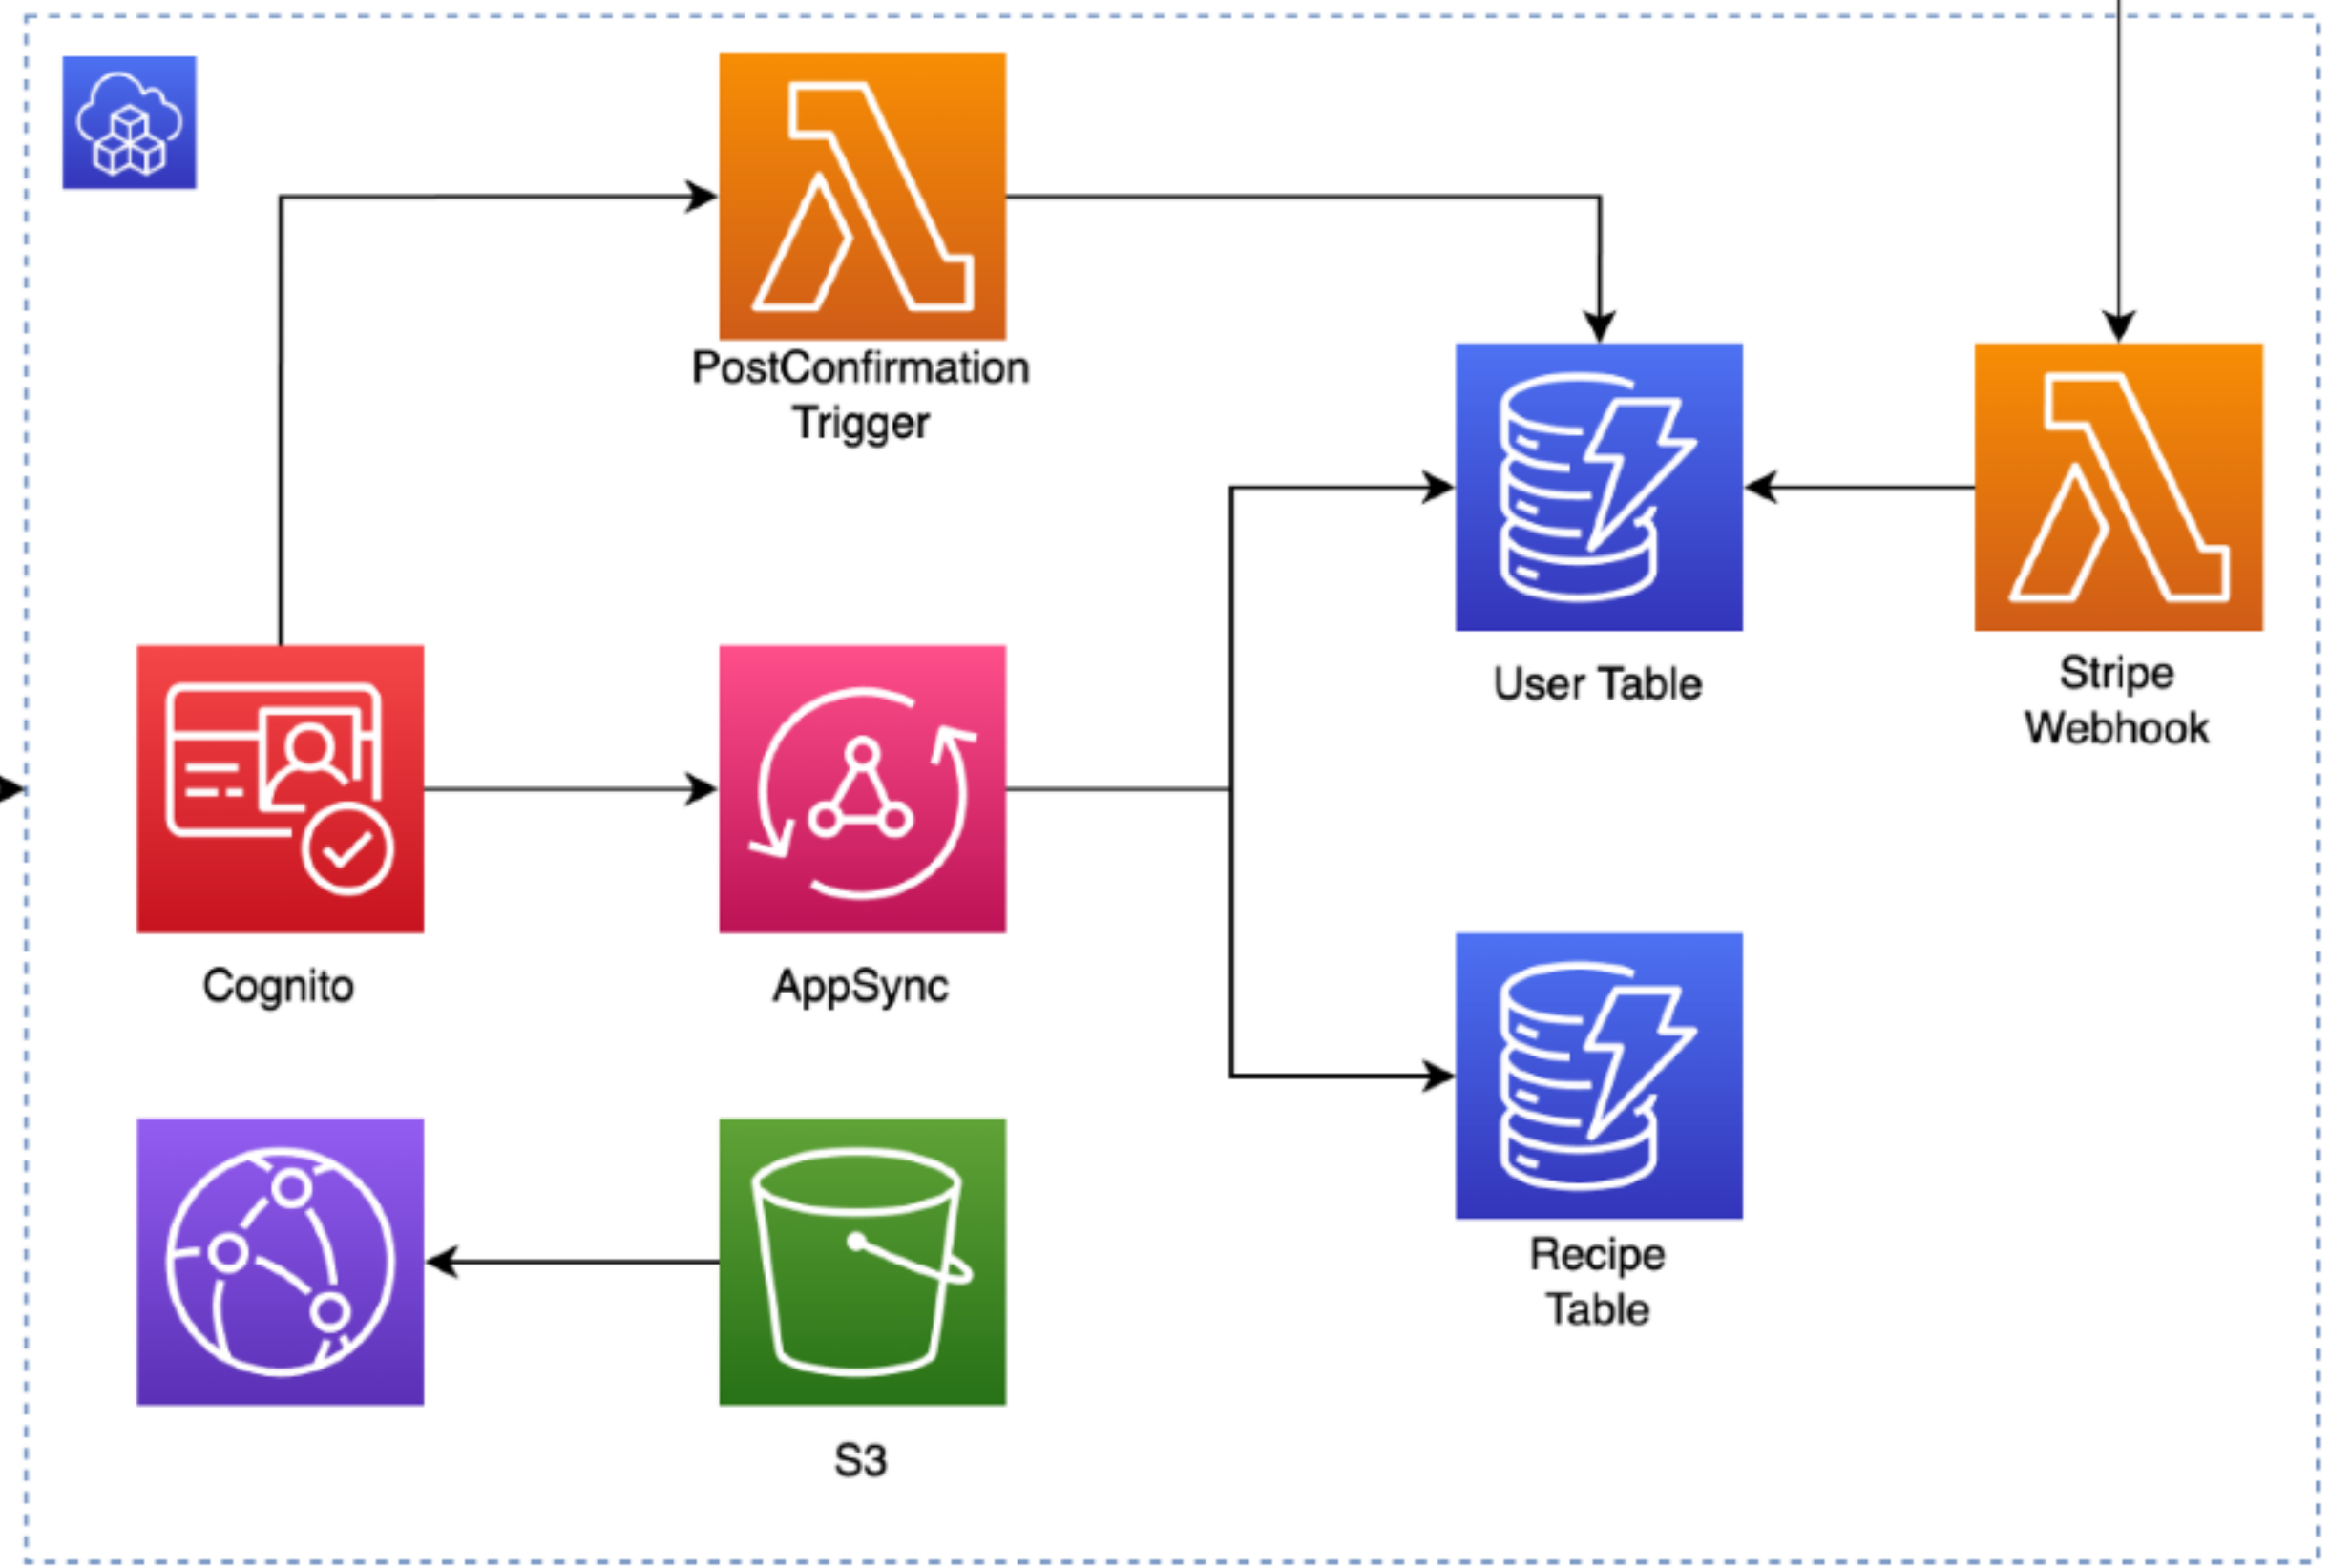 PostConfirmation
Trigger
User Table
Stripe
Webhook
Cognito
AppSync
Recipe
Table
S3